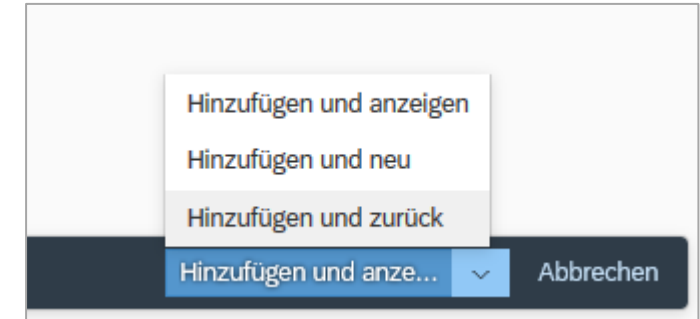 Hinzufügen und anzeigen
Hinzufügen und neu
Hinzufügen und zurück
Hinzufügen und anze... Abbrechen